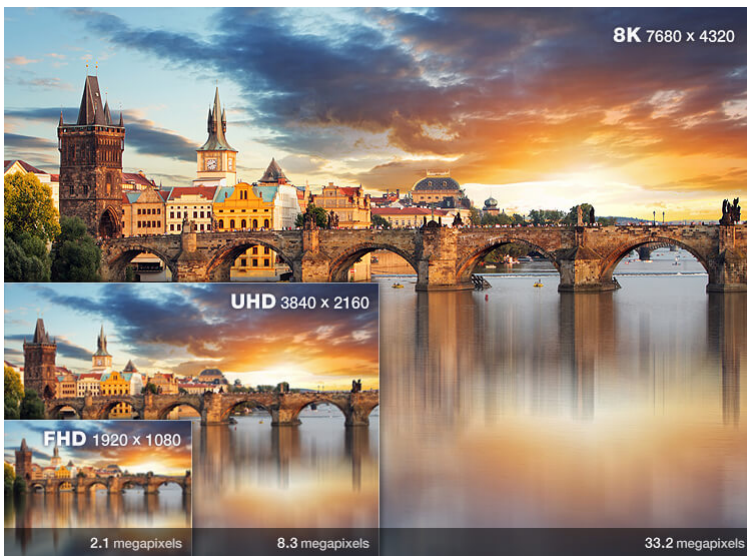 8K 7680 x 4320
UHD 3840 x 2160
FHD 1920 x 1080
2.1 megapixels
8.3 megapixels
33.2 megapixels